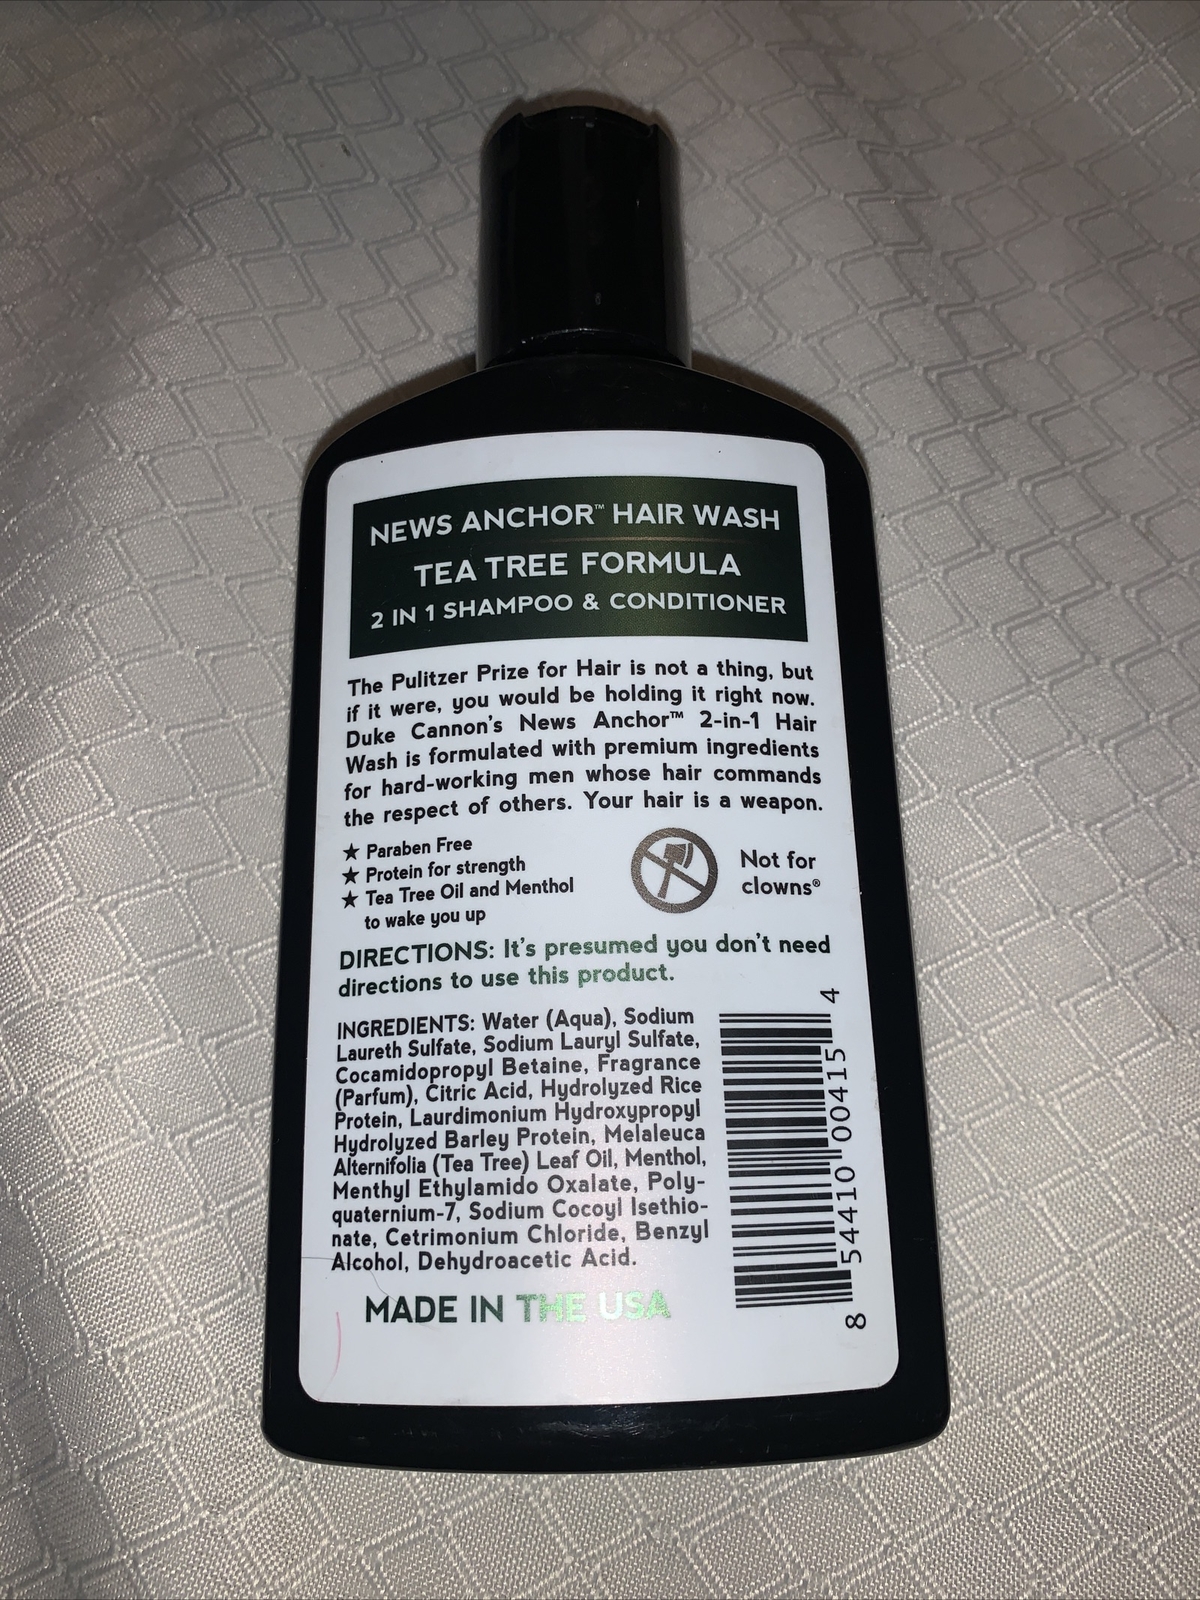 NEWS ANCHOR™ HAIR WASH
TEA TREE FORMULA
2 IN 1 SHAMPOO & CONDITIONER
The Pulitzer Prize for Hair is not a thing, but
if it were, you would be holding it right now.
Duke Cannon's News Anchor™ 2-in-1 Hair
Wash is formulated with premium ingredients
for hard-working men whose hair commands
the respect of others. Your hair is a weapon.
★ Paraben Free
★ Protein for strength
★ Tea Tree Oil and Menthol
to wake you up
Not for
clowns®
DIRECTIONS: It's presumed you don't need
directions to use this product.
INGREDIENTS: Water (Aqua), Sodium
Laureth Sulfate, Sodium Lauryl Sulfate,
Cocamidopropyl Betaine, Fragrance
(Parfum), Citric Acid, Hydrolyzed Rice
Protein, Laurdimonium Hydroxypropyl
Hydrolyzed Barley Protein, Melaleuca
Alternifolia (Tea Tree) Leaf Oil, Menthol,
Menthyl Ethylamido Oxalate, Poly-
quaternium-7, Sodium Cocoyl Isethio-
nate, Cetrimonium Chloride, Benzyl
Alcohol, Dehydroacetic Acid.
MADE IN THE USA
8 54410 00415 4